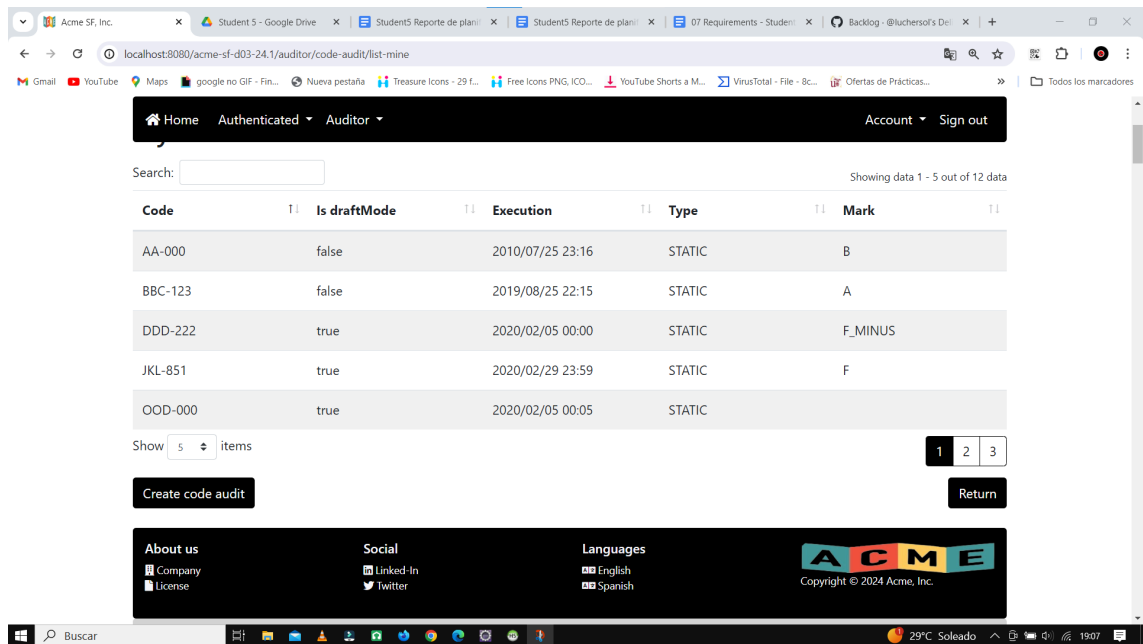 Acme SF, Inc.
Student 5 - Google Drive
Student5 Reporte de planif
Student5 Reporte de planif
07 Requirements - Student
Backlog - @luchersol's Del
localhost:8080/acme-sf-d03-24.1/auditor/code-audit/list-mine
Gmail YouTube Maps google no GIF - Fin... Nueva pestaña Treasure Icons - 29 f... Free Icons PNG, ICO... YouTube Shorts a M... VirusTotal - File - 8c... Ofertas de Prácticas... » Todos los marcadores
Home Authenticated Auditor Account Sign out
Search: Showing data 1 - 5 out of 12 data
Code Is draftMode Execution Type Mark
AA-000 false 2010/07/25 23:16 STATIC B
BBC-123 false 2019/08/25 22:15 STATIC A
DDD-222 true 2020/02/05 00:00 STATIC F_MINUS
JKL-851 true 2020/02/29 23:59 STATIC F
OOD-000 true 2020/02/05 00:05 STATIC
Show 5 items 1 2 3
Create code audit Return
About us Social Languages ACME
Company Linked-In English
License Twitter Spanish
Copyright © 2024 Acme, Inc.
Buscar 29°C Soleado 19:07